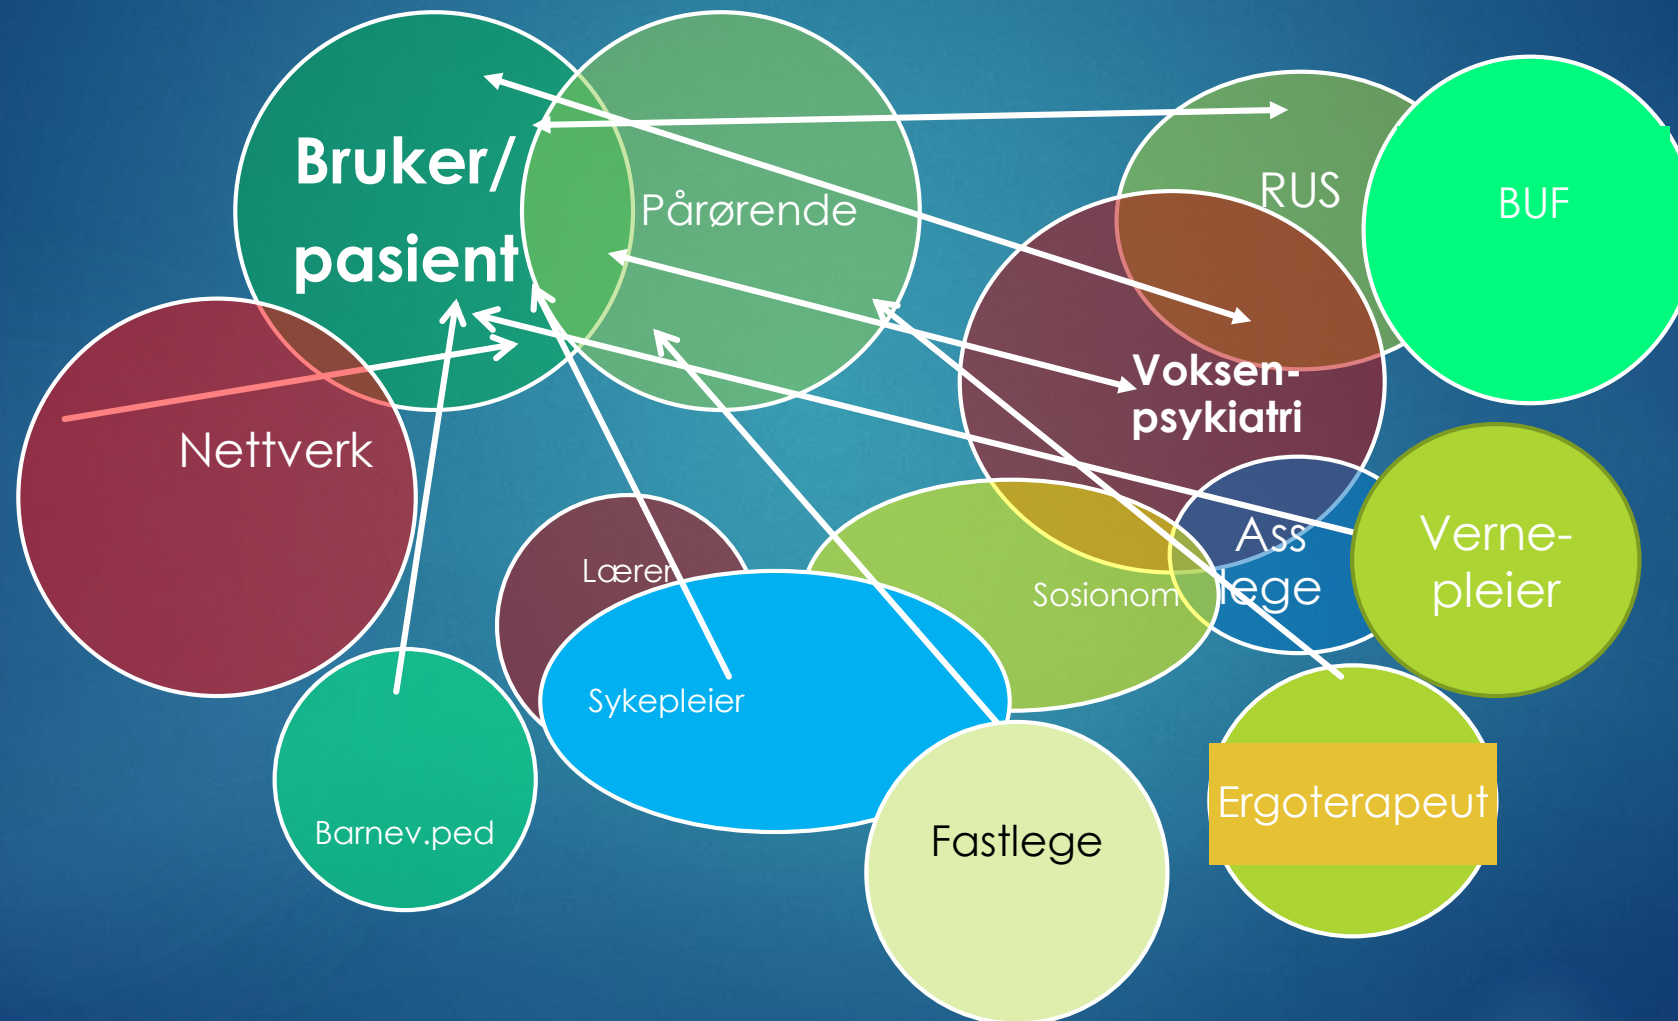 Bruker/
pasient
Pårørende
RUS
BUF
Voksen-
psykiatri
Nettverk
Ass
lege
Verne-
pleier
Lærer
Sosionom
Sykepleier
Barnev.ped
Fastlege
Ergoterapeut